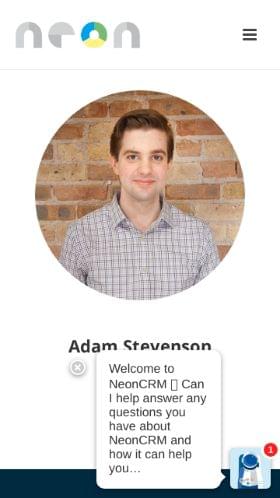 neon
Adam Stevenson
Welcome to
NeonCRM ▯ Can
I help answer any
questions you
have about
NeonCRM and
how it can help
you…
1